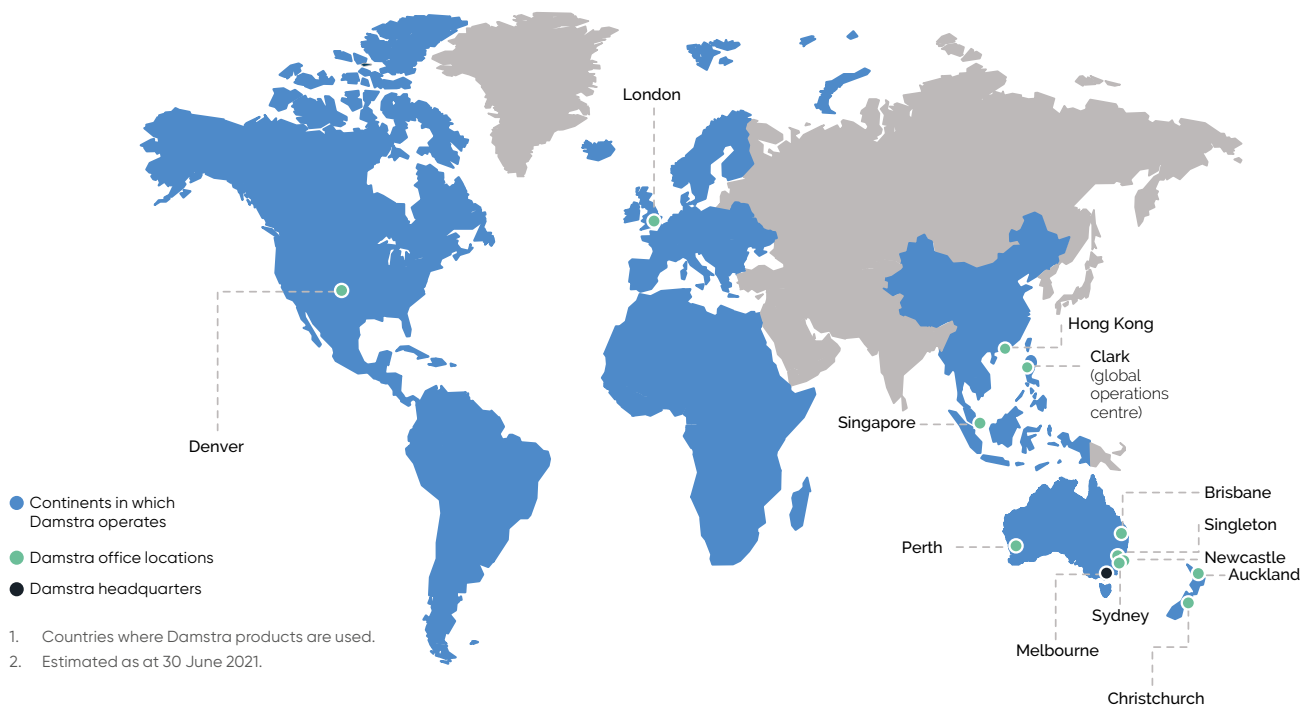 London
Hong Kong
Clark
(global
operations
centre)
Singapore
Denver
Brisbane
Singleton
Perth
Newcastle
Auckland
Sydney
Melbourne
Christchurch
Continents in which
Damstra operates
Damstra office locations
Damstra headquarters
1. Countries where Damstra products are used.
2. Estimated as at 30 June 2021.